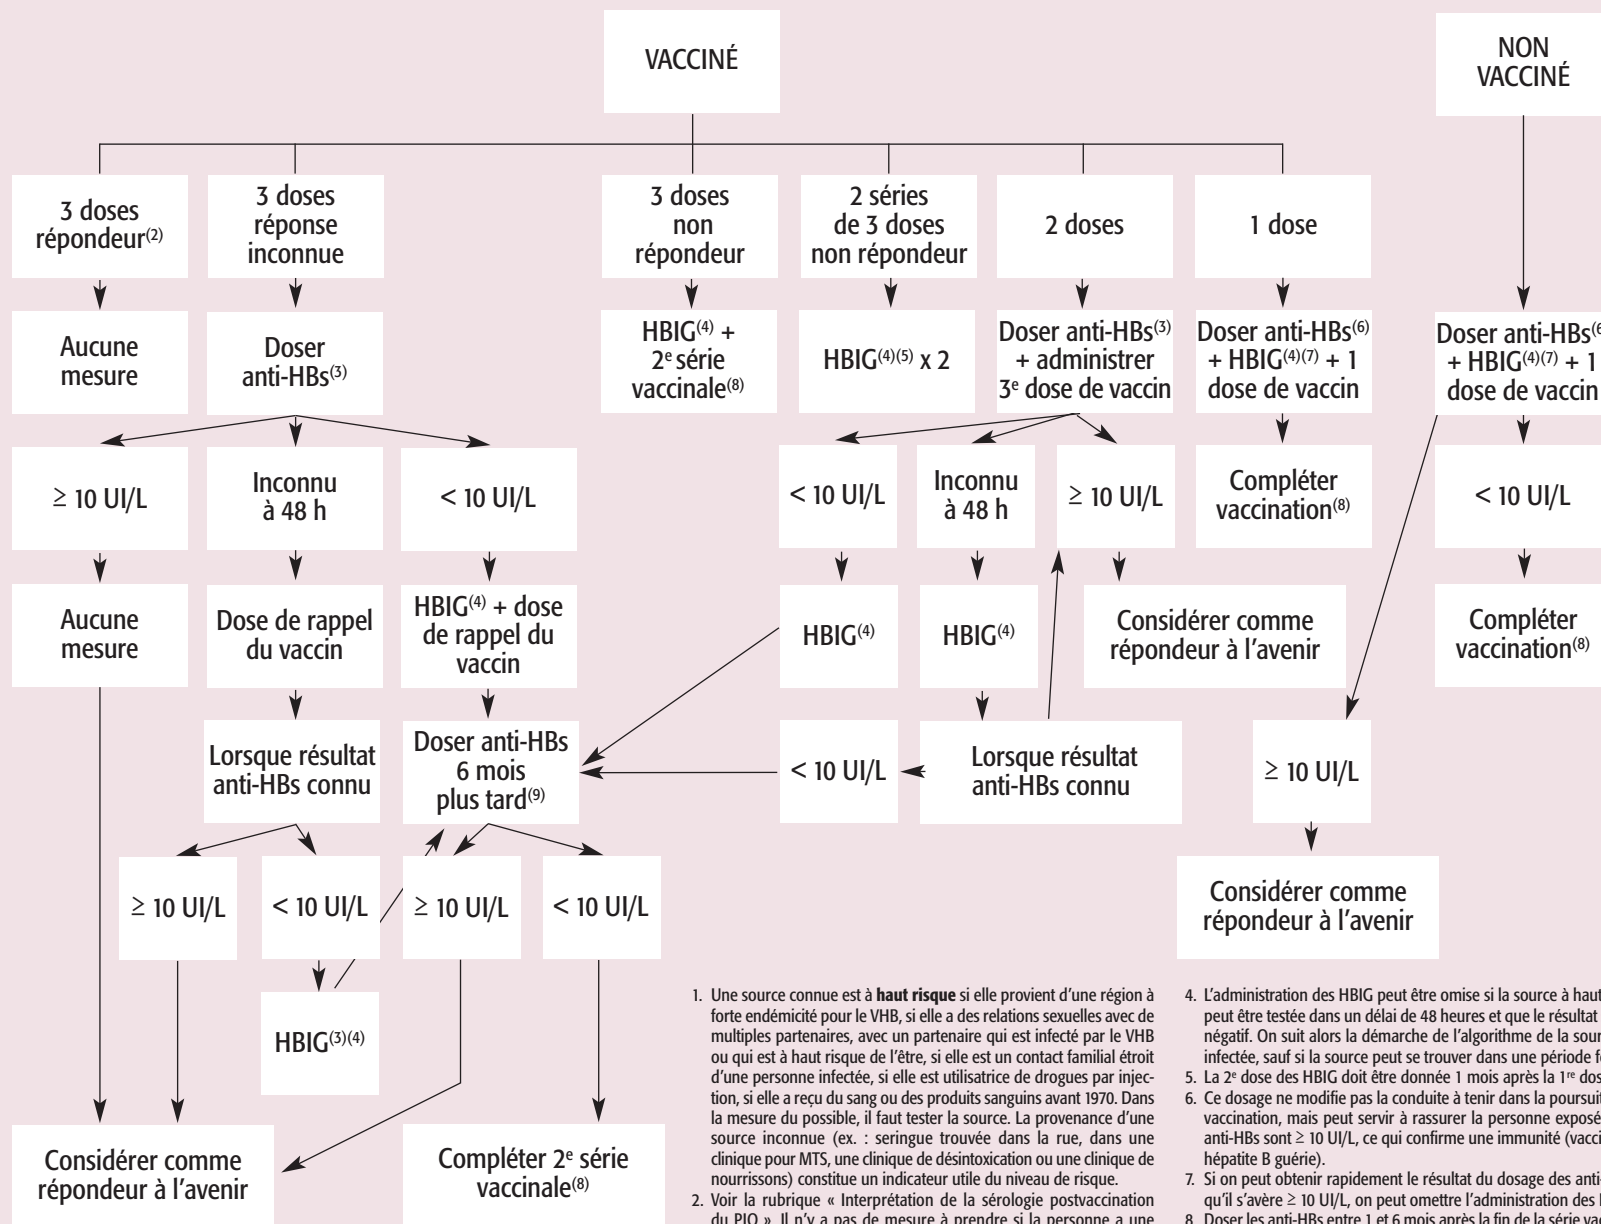 VACCINÉ
NON
VACCINÉ
3 doses
répondeur(2)
3 doses
réponse
inconnue
3 doses
non
répondeur
2 séries
de 3 doses
non répondeur
2 doses
1 dose
Aucune
mesure
Doser
anti-HBs(3)
HBIG(4) +
2e série
vaccinale(8)
HBIG(4)(5) x 2
Doser anti-HBs(3)
+ administrer
3e dose de vaccin
Doser anti-HBs(6)
+ HBIG(4)(7) + 1
dose de vaccin
Doser anti-HBs(6
+ HBIG(4)(7) + 1
dose de vaccin
≥ 10 UI/L
Inconnu
à 48 h
< 10 UI/L
< 10 UI/L
Inconnu
à 48 h
≥ 10 UI/L
Compléter
vaccination(8)
< 10 UI/L
Aucune
mesure
Dose de rappel
du vaccin
HBIG(4) + dose
de rappel du
vaccin
HBIG(4)
HBIG(4)
Considérer comme
répondeur à l'avenir
Compléter
vaccination(8)
Lorsque résultat
anti-HBs connu
Doser anti-HBs
6 mois
plus tard(9)
< 10 UI/L
Lorsque résultat
anti-HBs connu
≥ 10 UI/L
≥ 10 UI/L
< 10 UI/L
≥ 10 UI/L
< 10 UI/L
Considérer comme
répondeur à l'avenir
HBIG(3)(4)
Considérer comme
répondeur à l'avenir
Compléter 2e série
vaccinale(8)
1. Une source connue est à haut risque si elle provient d'une région à
forte endémicité pour le VHB, si elle a des relations sexuelles avec de
multiples partenaires, avec un partenaire qui est infecté par le VHB
ou qui est à haut risque de l'être, si elle est un contact familial étroit
d'une personne infectée, si elle est utilisatrice de drogues par injec-
tion, si elle a reçu du sang ou des produits sanguins avant 1970. Dans
la mesure du possible, il faut tester la source. La provenance d'une
source inconnue (ex. : seringue trouvée dans la rue, dans une
clinique pour MTS, une clinique de désintoxication ou une clinique de
nourrissons) constitue un indicateur utile du niveau de risque.
2. Voir la rubrique « Interprétation de la sérologie postvaccination
du PIQ ». Il n'y a pas de mesure à prendre si la personne a une
4. L'administration des HBIG peut être omise si la source à haut
peut être testée dans un délai de 48 heures et que le résultat
négatif. On suit alors la démarche de l'algorithme de la sour
infectée, sauf si la source peut se trouver dans une période f
5. La 2e dose des HBIG doit être donnée 1 mois après la 1re dos
6. Ce dosage ne modifie pas la conduite à tenir dans la poursuit
vaccination, mais peut servir à rassurer la personne exposé
anti-HBs sont ≥ 10 UI/L, ce qui confirme une immunité (vacci
hépatite B guérie).
7. Si on peut obtenir rapidement le résultat du dosage des anti-
qu'il s'avère ≥ 10 UI/L, on peut omettre l'administration des
8. Doser les anti-HBs entre 1 et 6 mois après la fin de la série vac